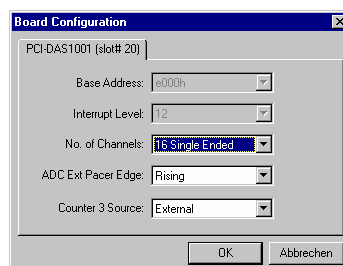 Board Configuration
PCI-DAS1001 (slot# 20)
Base Address: e000h
Interrupt Level: 12
No. of Channels: 16 Single Ended
ADC Ext Pacer Edge: Rising
Counter 3 Source: External
OK Abbrechen